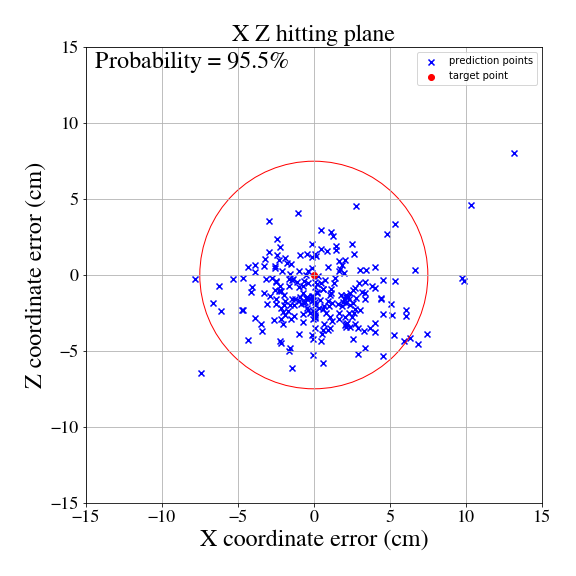 X Z hitting plane
Probability = 95.5%
prediction points
target point
15
10
5
0
−5
−10
−15
Z coordinate error (cm)
−15 −10 −5 0 5 10 15
X coordinate error (cm)